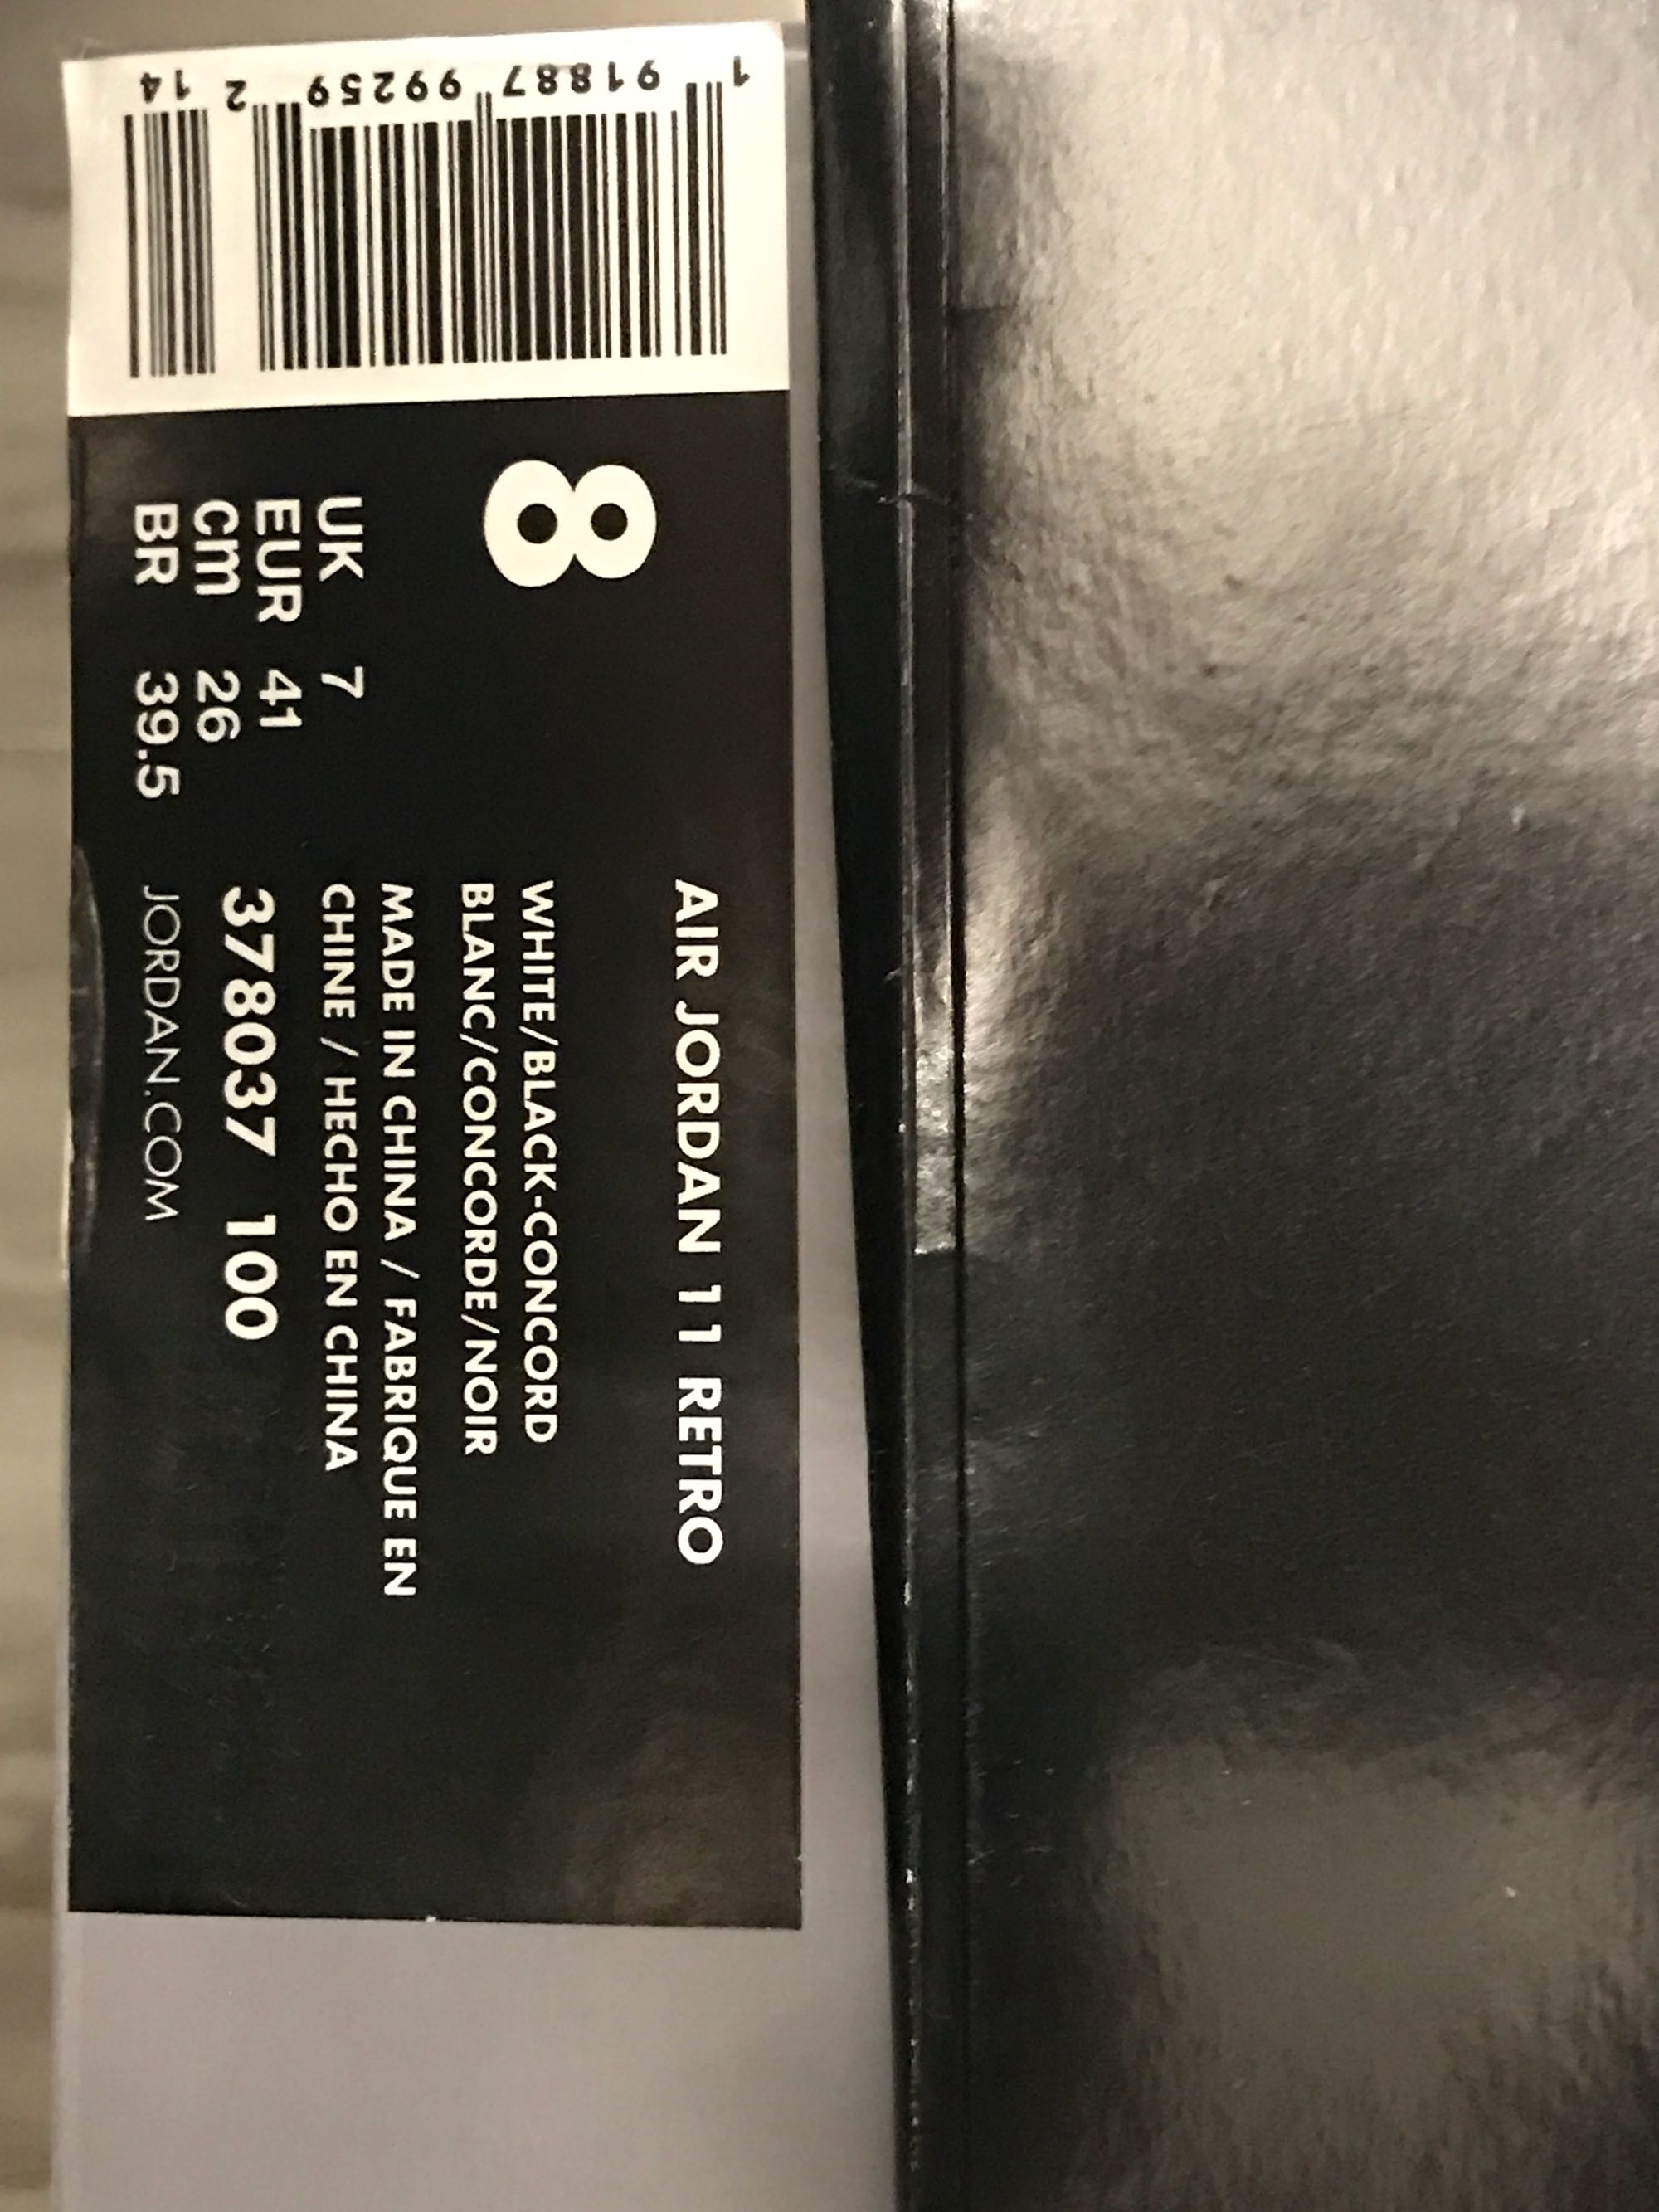 AIR JORDAN 11 RETRO
8
WHITE/BLACK-CONCORD
BLANC/CONCORDE/NOIR
MADE IN CHINA / FABRIQUE EN
CHINE / HECHO EN CHINA
UK 7
EUR 41
cm 26
BR 39.5
378037 100
JORDAN.COM
1 91887 99259 2 14